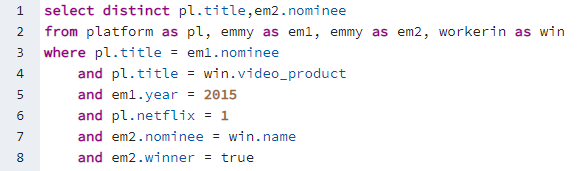 1 select distinct pl.title,em2.nominee
2 from platform as pl, emmy as em1, emmy as em2, workerin as win
3 where pl.title = em1.nominee
4 and pl.title = win.video_product
5 and em1.year = 2015
6 and pl.netflix = 1
7 and em2.nominee = win.name
8 and em2.winner = true